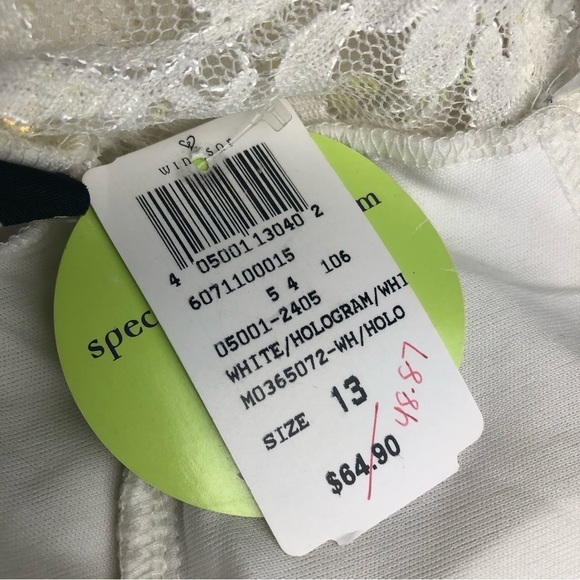 WINDSOR
4 05001 13040 2
6071100015
5 4 106
05001-2405
WHITE/HOLOGRAM/WHI
M0365072-WH/HOLO
SIZE 13
$64.90
48.87
spec
m